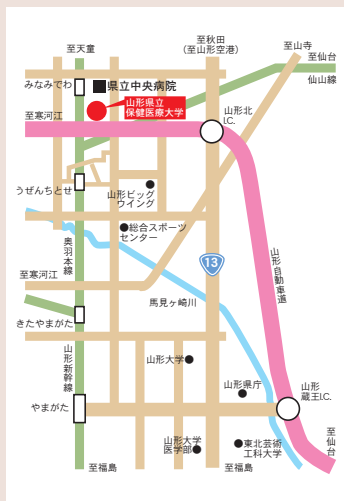 至天童
至秋田
(至山形空港)
至山寺
至仙台
仙山線
みなみでわ
県立中央病院
山形県立
保健医療大学
至寒河江
山形北
I.C.
うぜんちとせ
山形ビッグ
ウイング
総合スポーツ
センター
奥羽本線
13
山形自動車道
至寒河江
馬見ヶ崎川
きたやまがた
山形新幹線
山形大学
山形県庁
山形
蔵王I.C.
やまがた
至仙台
山形大学
医学部
東北芸術
工科大学
至福島
至福島